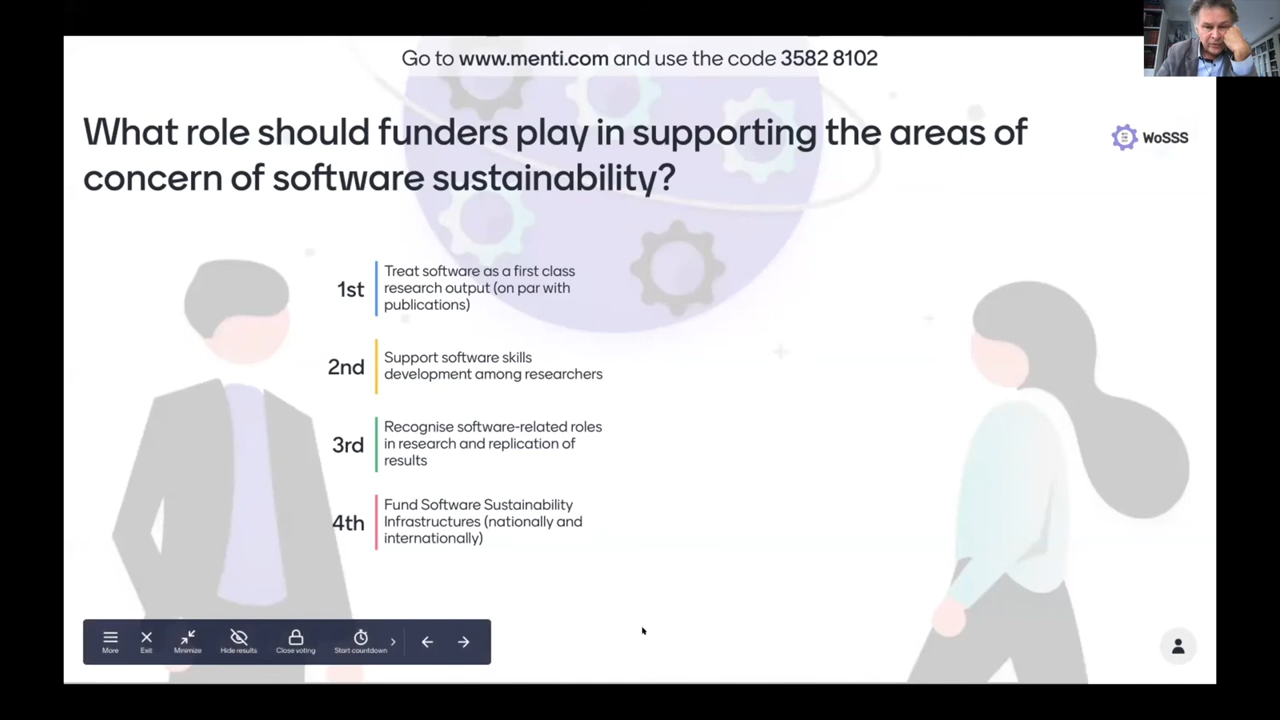 Go to www.menti.com and use the code 3582 8102
What role should funders play in supporting the areas of
concern of software sustainability?
WoSSS
1st
Treat software as a first class
research output (on par with
publications)
2nd
Support software skills
development among researchers
3rd
Recognise software-related roles
in research and replication of
results
4th
Fund Software Sustainability
Infrastructures (nationally and
internationally)
More
Exit
Minimize
Hide results
Close voting
Start countdown